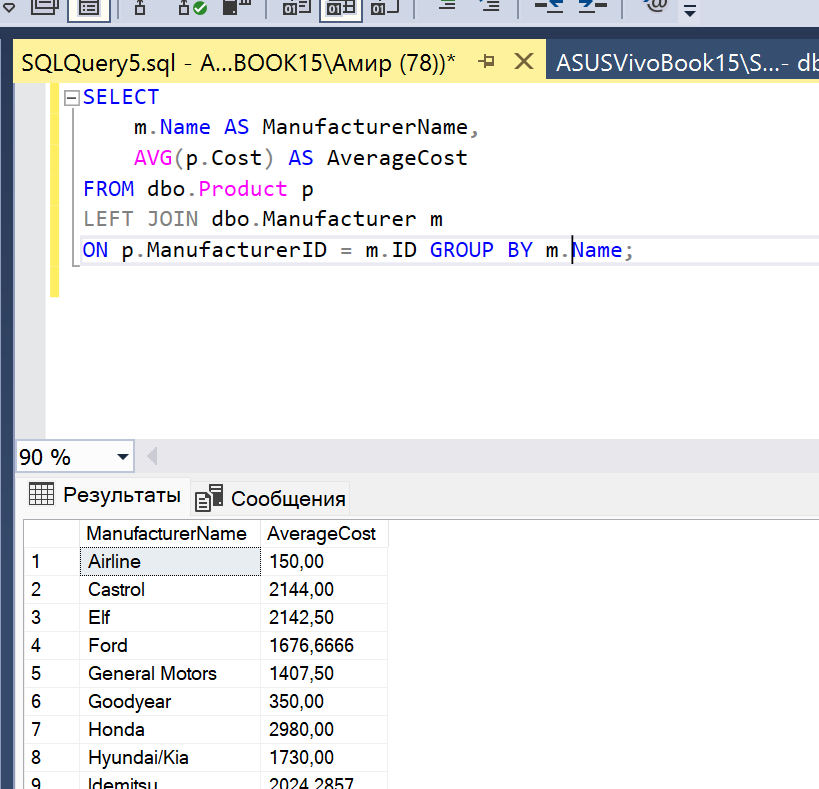 SQLQuery5.sql - A...BOOK15\Амир (78))*
ASUSVivoBook15\S...- db
SELECT
m.Name AS ManufacturerName,
AVG(p.Cost) AS AverageCost
FROM dbo.Product p
LEFT JOIN dbo.Manufacturer m
ON p.ManufacturerID = m.ID GROUP BY m.Name;
90 %
Результаты Сообщения
ManufacturerName AverageCost
1 Airline 150,00
2 Castrol 2144,00
3 Elf 2142,50
4 Ford 1676,6666
5 General Motors 1407,50
6 Goodyear 350,00
7 Honda 2980,00
8 Hyundai/Kia 1730,00
9 Idemitsu 2024,2857